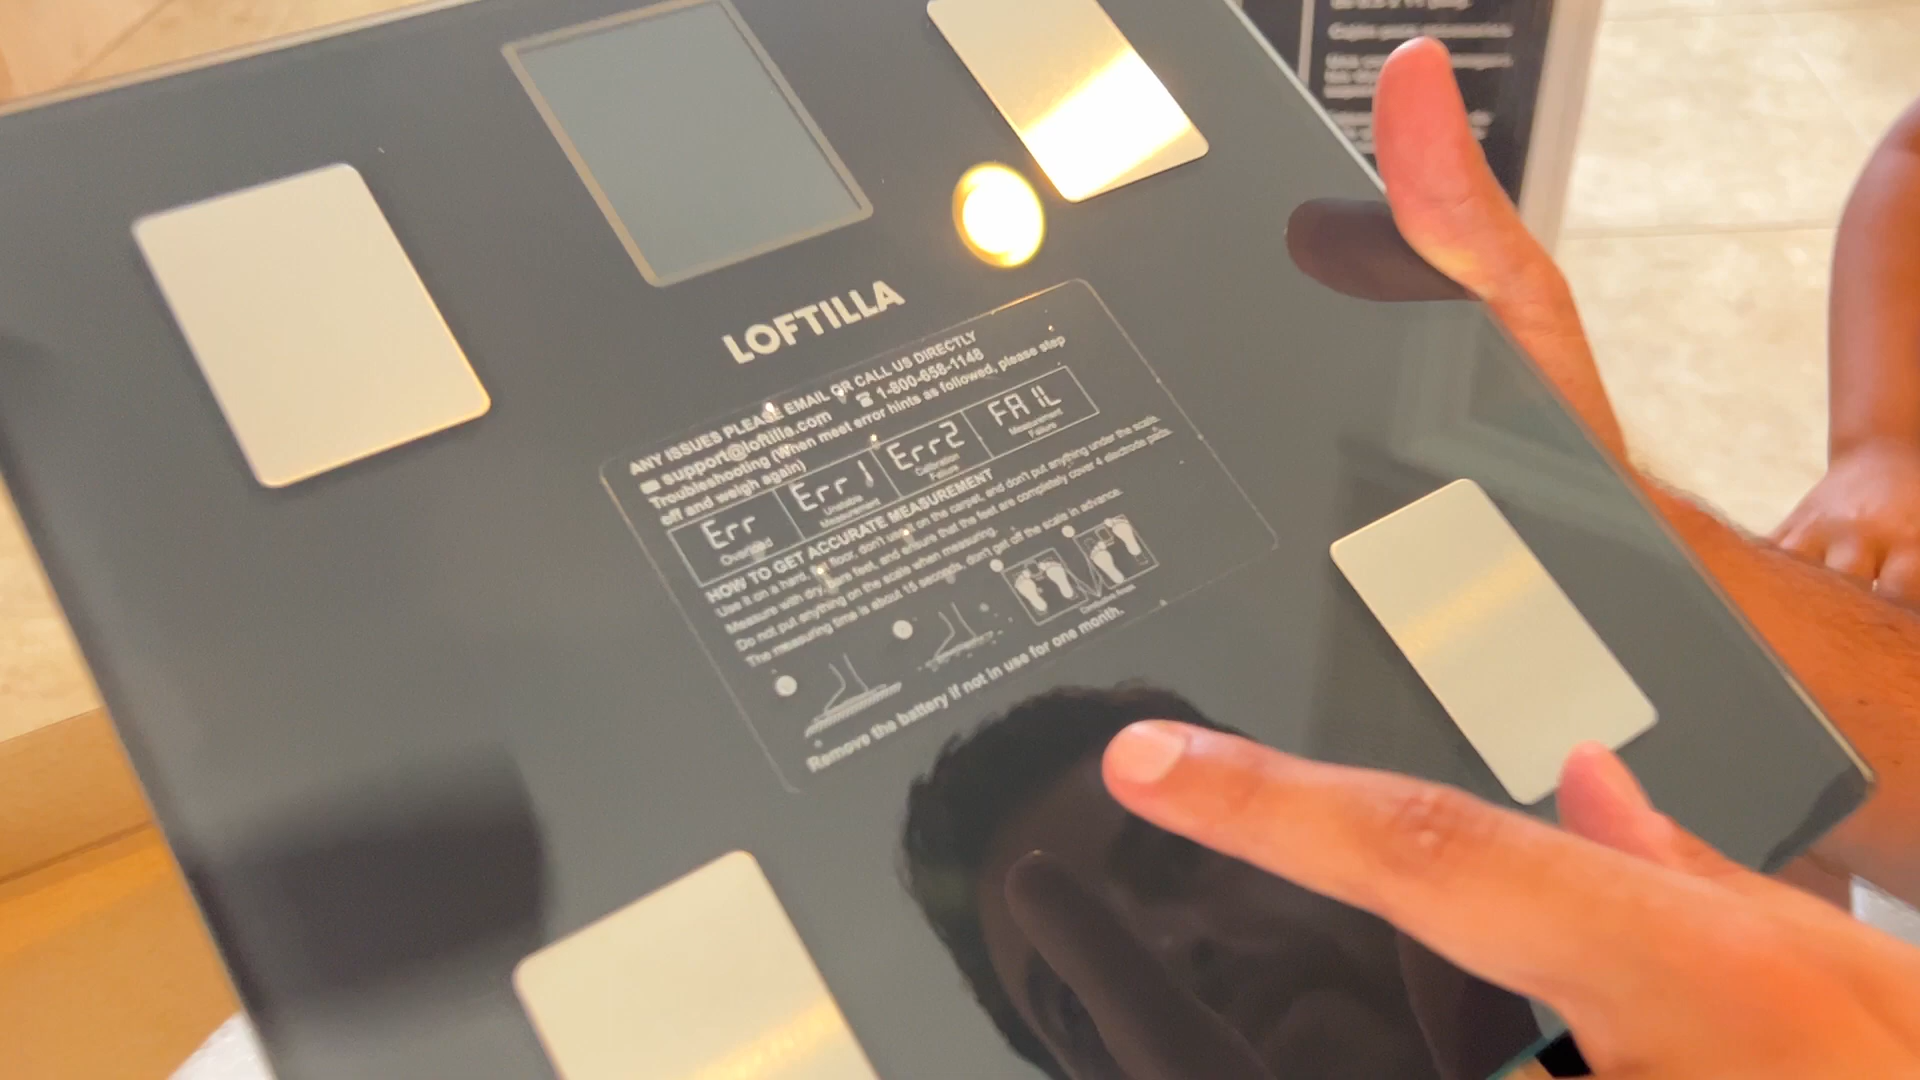 LOFTILLA
ANY ISSUES PLEASE EMAIL OR CALL US DIRECTLY
support@loftilla.com 1-800-658-1148
Troubleshooting (When meet error hints as followed, please step
off and weigh again)
Err Err1 Err2 FAIL
Overload Unstable Measurement Calibration Failure Measurement Failure
HOW TO GET ACCURATE MEASUREMENT
Use it on a hard, flat floor, don't use it on the carpet, and don't put anything under the scale.
Measure with dry bare feet, and ensure that the feet are completely cover 4 electrode pads.
Do not put anything on the scale when measuring.
The measuring time is about 15 seconds, don't get off the scale in advance.
Remove the battery if not in use for one month.